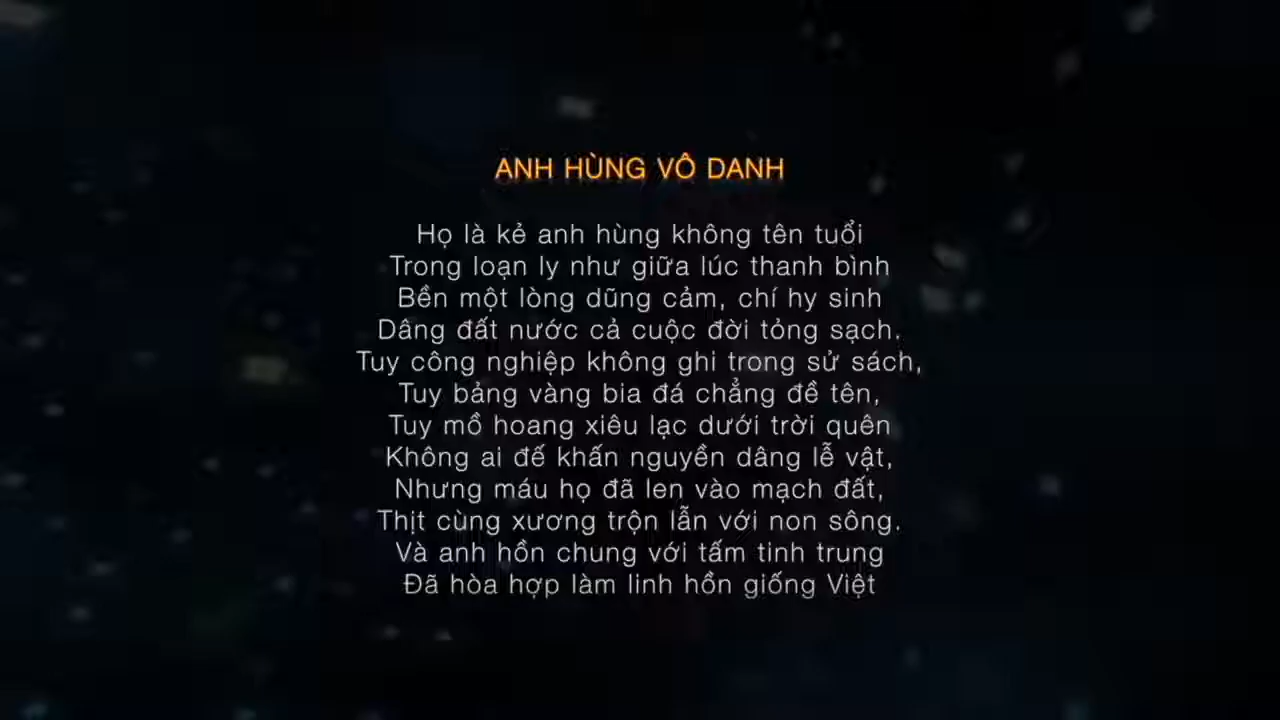 ANH HÙNG VÔ DANH
Họ là kẻ anh hùng không tên tuổi
Trong loạn ly như giữa lúc thanh bình
Bền một lòng dũng cảm, chí hy sinh
Dâng đất nước cả cuộc đời tỏng sạch.
Tuy công nghiệp không ghi trong sử sách,
Tuy bảng vàng bia đá chẳng đề tên,
Tuy mồ hoang xiêu lạc dưới trời quên
Không ai đế khấn nguyền dâng lễ vật,
Nhưng máu họ đã len vào mạch đất,
Thịt cùng xương trộn lẫn với non sông.
Và anh hồn chung với tấm tinh trung
Đã hòa hợp làm linh hồn giống Việt